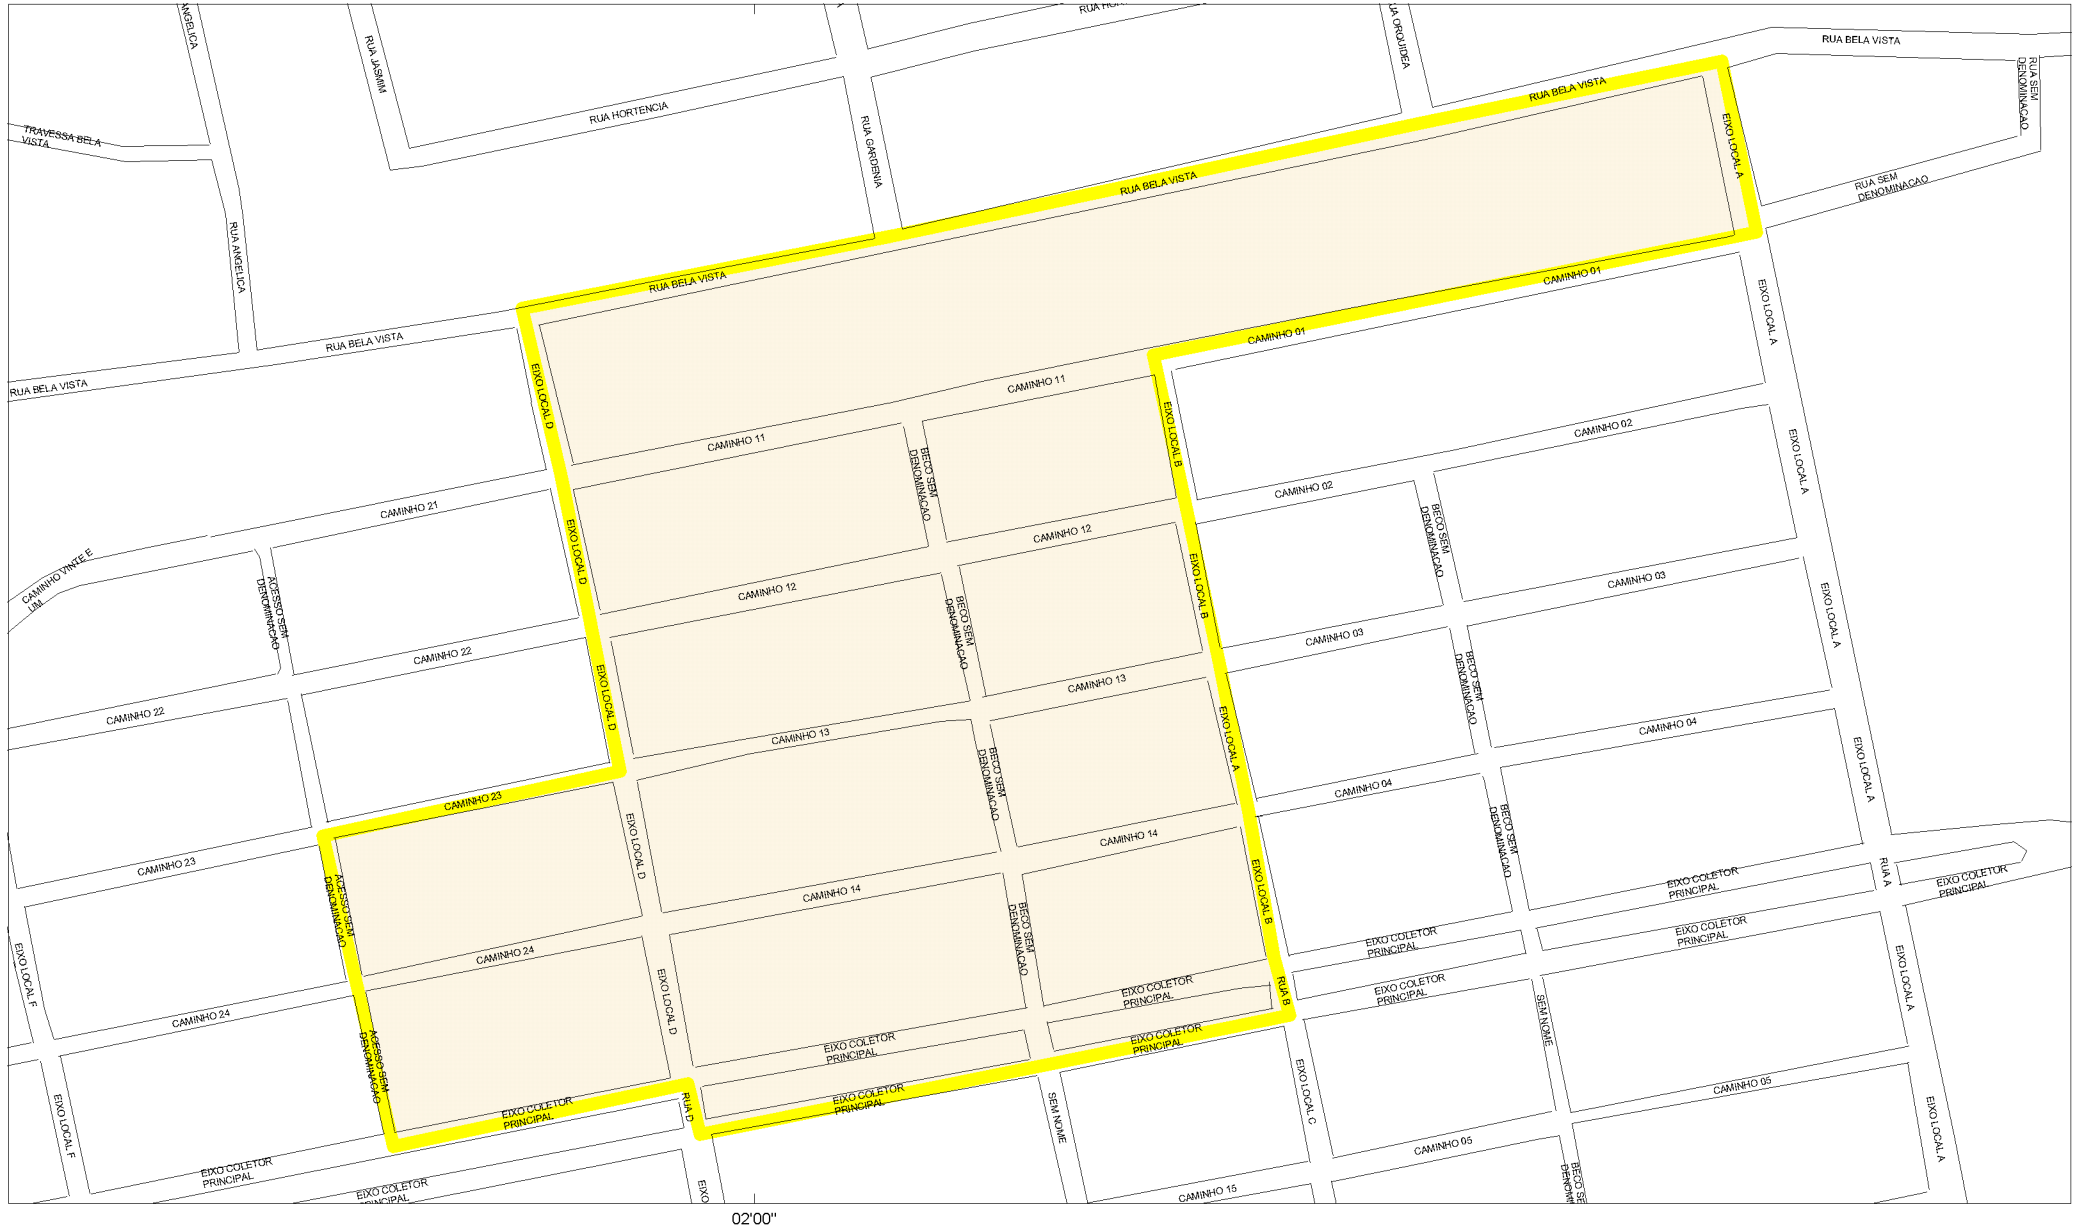 ANGELICA
RUA JASMIM
RUA ORQUIDEA
RUA BELA VISTA
RUA SEM
DENOMINACAO
RUA HORTENCIA
RUA BELA VISTA
TRAVESSA BELA
VISTA
RUA GARDENIA
EIXO LOCAL A
RUA BELA VISTA
RUA SEM
DENOMINACAO
RUA ANGELICA
RUA BELA VISTA
CAMINHO 01
EIXO LOCAL A
RUA BELA VISTA
CAMINHO 01
RUA BELA VISTA
CAMINHO 11
EIXO LOCAL D
EIXO LOCAL B
CAMINHO 11
CAMINHO 02
EIXO LOCAL A
BECO SEM
DENOMINACAO
CAMINHO 02
CAMINHO 21
EIXO LOCAL D
CAMINHO 12
BECO SEM
DENOMINACAO
CAMINHO VINTE E
UM
ACESSO SEM
DENOMINACAO
CAMINHO 12
EIXO LOCAL B
CAMINHO 03
EIXO LOCAL A
BECO SEM
DENOMINACAO
CAMINHO 03
CAMINHO 22
EIXO LOCAL D
CAMINHO 13
BECO SEM
DENOMINACAO
CAMINHO 22
CAMINHO 13
EIXO LOCAL A
CAMINHO 04
BECO SEM
DENOMINACAO
EIXO LOCAL A
CAMINHO 04
CAMINHO 23
EIXO LOCAL D
CAMINHO 14
BECO SEM
DENOMINACAO
CAMINHO 23
CAMINHO 14
EIXO LOCAL B
EIXO COLETOR
PRINCIPAL
RUA A
EIXO COLETOR
PRINCIPAL
ACESSO SEM
DENOMINACAO
BECO SEM
DENOMINACAO
EIXO COLETOR
PRINCIPAL
EIXO COLETOR
PRINCIPAL
CAMINHO 24
EIXO LOCAL F
EIXO LOCAL D
EIXO COLETOR
PRINCIPAL
RUA B
EIXO COLETOR
PRINCIPAL
EIXO LOCAL A
CAMINHO 24
SEM NOME
EIXO COLETOR
PRINCIPAL
EIXO COLETOR
PRINCIPAL
ACESSO SEM
DENOMINACAO
EIXO LOCAL C
CAMINHO 05
EIXO COLETOR
PRINCIPAL
EIXO COLETOR
PRINCIPAL
RUA D
SEM NOME
EIXO LOCAL F
EIXO LOCAL A
CAMINHO 05
EIXO COLETOR
PRINCIPAL
EIXO COLETOR
EIXO
CAMINHO 15
02'00"